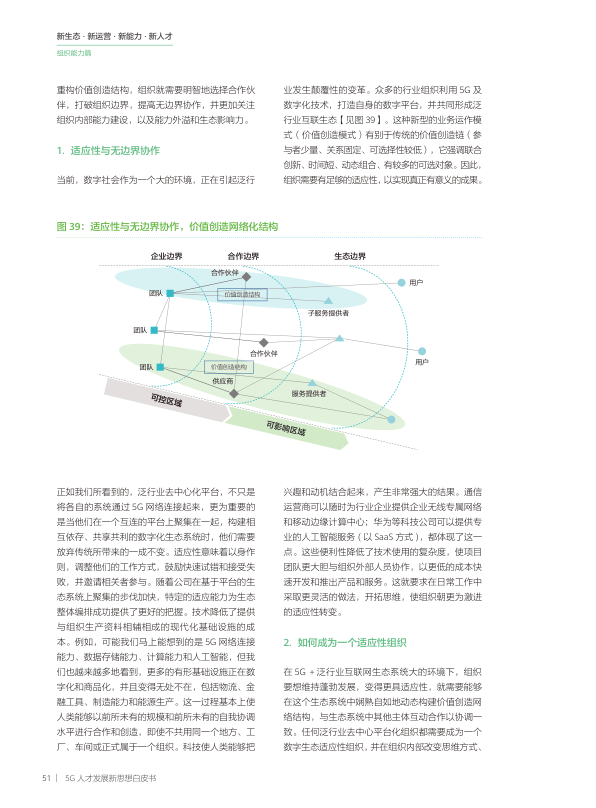 新生态 · 新运营 · 新能力 · 新人才
组织能力篇
重构价值创造结构，组织就需要明智地选择合作伙
伴，打破组织边界，提高无边界协作，并更加关注
组织内部能力建设，以及能力外溢和生态影响力。
1. 适应性与无边界协作
当前，数字社会作为一个大的环境，正在引起泛行
业发生颠覆性的变革。众多的行业组织利用 5G 及
数字化技术，打造自身的数字平台，并共同形成泛
行业互联生态【见图 39 】。这种新型的业务运作模
式（ 价值创造模式 ）有别于传统的价值创造链（ 参
与者少量、关系固定、可选择性较低 ），它强调联合
创新、时间短、动态组合、有较多的可选对象。因此，
组织需要有足够的适应性，以实现真正有意义的成果。
图 39：适应性与无边界协作，价值创造网络化结构
企业边界
合作边界
生态边界
合作伙伴
用户
团队
价值创造结构
子服务提供者
团队
合作伙伴
用户
团队
价值创造结构
供应商
服务提供者
可控区域
可影响区域
正如我们所看到的，泛行业去中心化平台，不只是
将各自的系统通过 5G 网络连接起来，更为重要的
是当他们在一个互连的平台上聚集在一起，构建相
互依存、共享共利的数字化生态系统时，他们需要
放弃传统所带来的一成不变。适应性意味着以身作
则，调整他们的工作方式，鼓励快速试错和接受失
败，并邀请相关者参与。随着公司在基于平台的生
态系统上聚集的步伐加快，特定的适应能力为生态
整体编排成功提供了更好的把握。技术降低了提供
与组织生产资料相辅相成的现代化基础设施的成
本。例如，可能我们马上能想到的是 5G 网络连接
能力、数据存储能力、计算能力和人工智能，但我
们也越来越多地看到，更多的有形基础设施正在数
字化和商品化，并且变得无处不在，包括物流、金
融工具、制造能力和能源生产。这一过程基本上使
人类能够以前所未有的规模和前所未有的自我协调
水平进行合作和创造，即使不共用同一个地方、工
厂、车间或正式属于一个组织。科技使人类能够把
兴趣和动机结合起来，产生非常强大的结果。通信
运营商可以随时为行业企业提供企业无线专属网络
和移动边缘计算中心；华为等科技公司可以提供专
业的人工智能服务（ 以 SaaS 方式 ），都体现了这一
点。这些便利性降低了技术使用的复杂度，使项目
团队更大胆与组织外部人员协作，以更低的成本快
速开发和推出产品和服务。这就要求在日常工作中
采取更灵活的做法，开拓思维，使组织朝更为激进
的适应性转变。
2. 如何成为一个适应性组织
在 5G + 泛行业互联网生态系统大的环境下，组织
要想维持蓬勃发展，变得更具适应性，就需要能够
在这个生态系统中娴熟自如地动态构建价值创造网
络结构，与生态系统中其他主体互动合作以协调一
致。任何泛行业去中心平台化组织都需要成为一个
数字生态适应性组织，并在组织内部改变思维方式、
51 | 5G 人才发展新思想白皮书